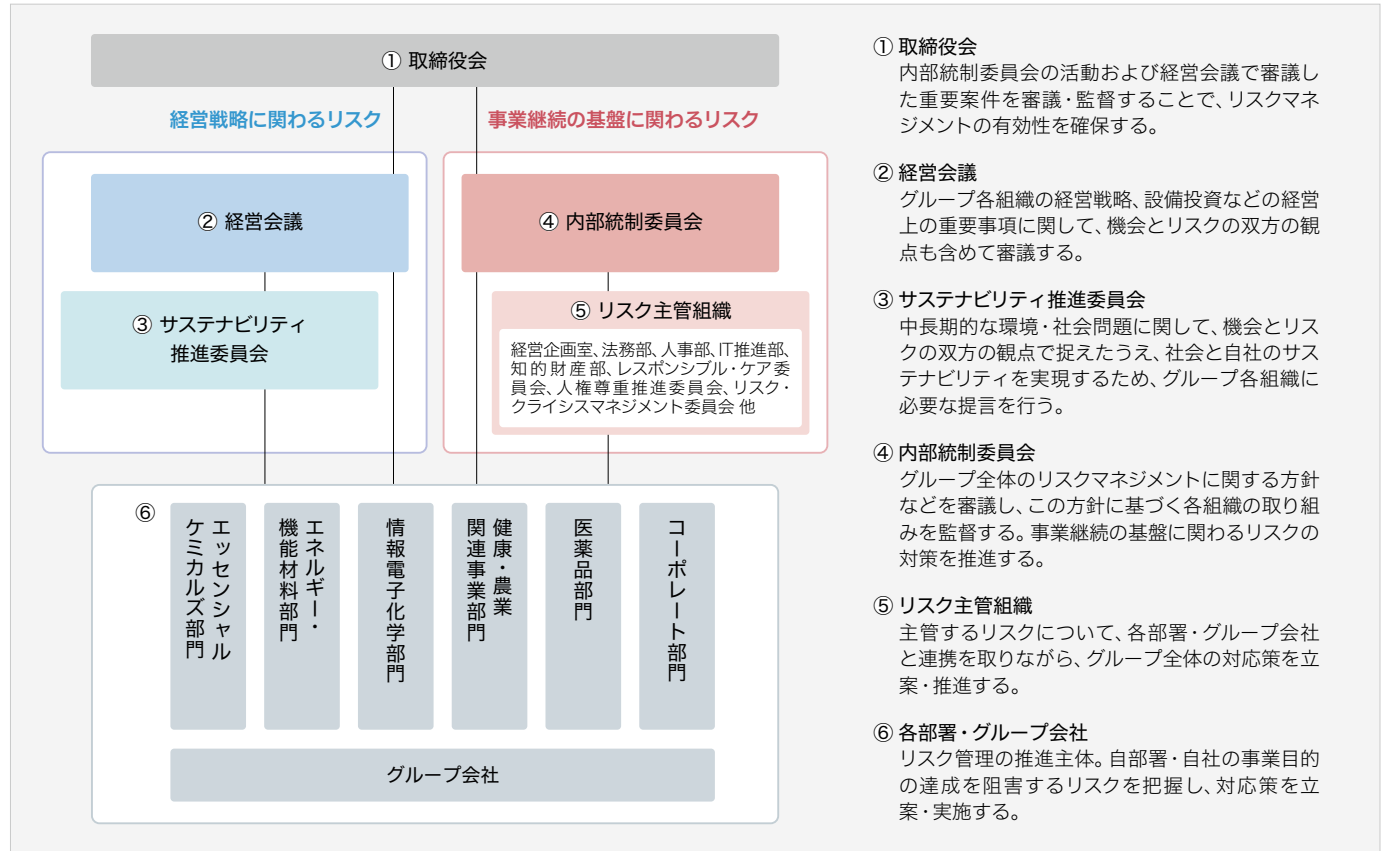 ① 取締役会
経営戦略に関わるリスク
事業継続の基盤に関わるリスク
② 経営会議
③ サステナビリティ
推進委員会
④ 内部統制委員会
⑤ リスク主管組織
経営企画室、法務部、人事部、IT推進部、
知的財産部、レスポンシブル・ケア委
員会、人権尊重推進委員会、リスク・
クライシスマネジメント委員会 他
⑥
エッセンシャル
ケミカルズ部門
エネルギー・
機能材料部門
情報電子化学部門
健康・農業
関連事業部門
医薬品部門
コーポレート部門
グループ会社
① 取締役会
内部統制委員会の活動および経営会議で審議し
た重要案件を審議・監督することで、リスクマネ
ジメントの有効性を確保する。
② 経営会議
グループ各組織の経営戦略、設備投資などの経営
上の重要事項に関して、機会とリスクの双方の観
点も含めて審議する。
③ サステナビリティ推進委員会
中長期的な環境・社会問題に関して、機会とリス
クの双方の観点で捉えたうえ、社会と自社のサス
テナビリティを実現するため、グループ各組織に
必要な提言を行う。
④ 内部統制委員会
グループ全体のリスクマネジメントに関する方針
などを審議し、この方針に基づく各組織の取り組
みを監督する。事業継続の基盤に関わるリスクの
対策を推進する。
⑤ リスク主管組織
主管するリスクについて、各部署・グループ会社
と連携を取りながら、グループ全体の対応策を立
案・推進する。
⑥ 各部署・グループ会社
リスク管理の推進主体。自部署・自社の事業目的
の達成を阻害するリスクを把握し、対応策を立
案・実施する。